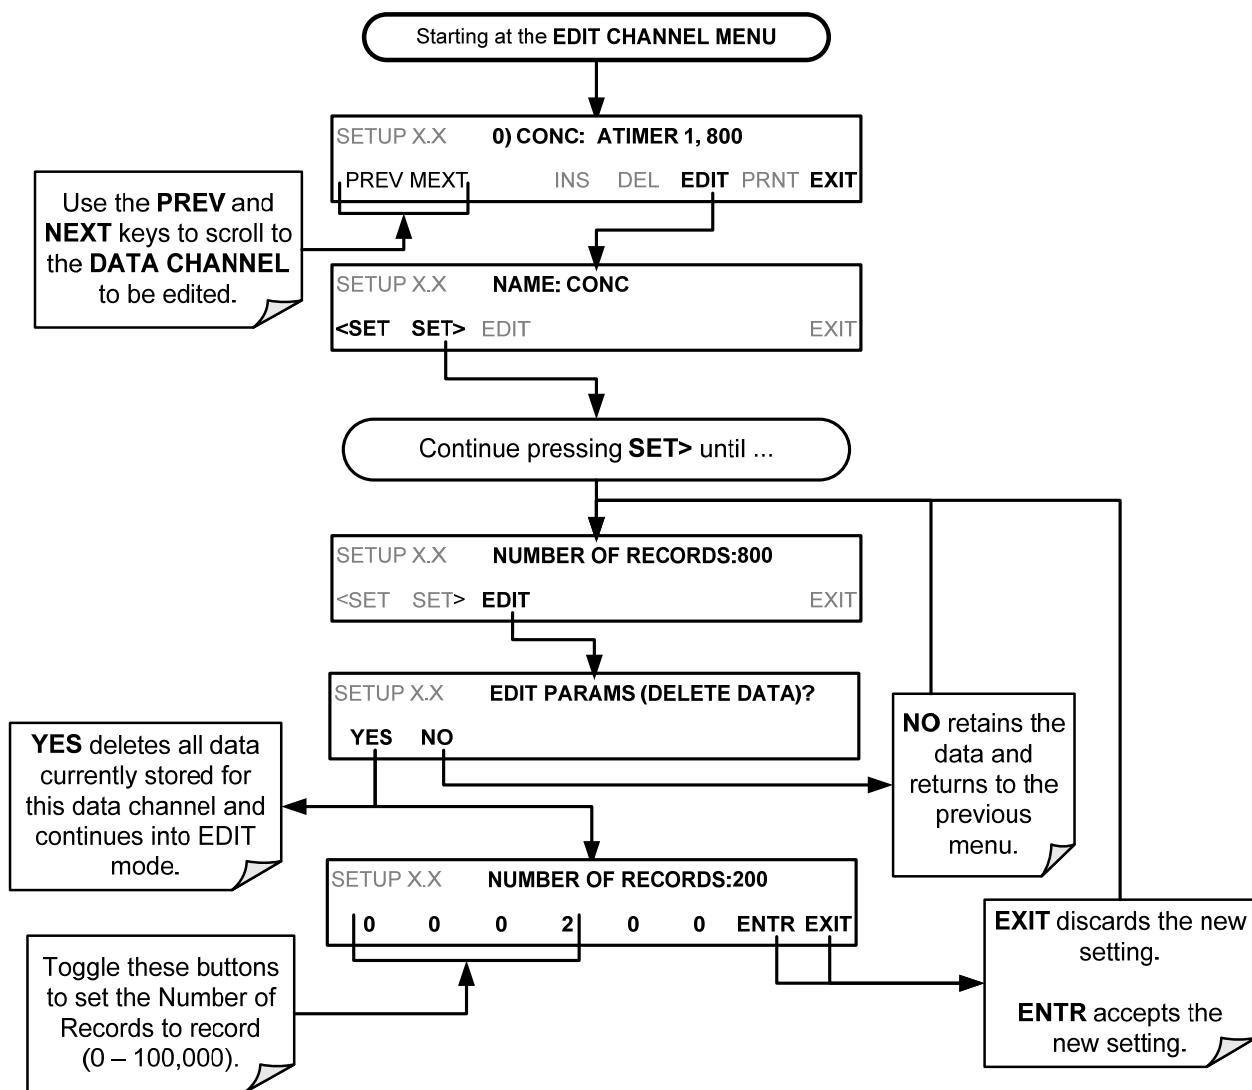 Starting at the EDIT CHANNEL MENU
SETUP X.X 0) CONC: ATIMER 1, 800
PREV MEXT INS DEL EDIT PRNT EXIT
Use the PREV and
NEXT keys to scroll to
the DATA CHANNEL
to be edited.
SETUP X.X NAME: CONC
<SET SET> EDIT EXIT
Continue pressing SET> until ...
SETUP X.X NUMBER OF RECORDS:800
<SET SET> EDIT EXIT
SETUP X.X EDIT PARAMS (DELETE DATA)?
YES NO
YES deletes all data
currently stored for
this data channel and
continues into EDIT
mode.
NO retains the
data and
returns to the
previous
menu.
SETUP X.X NUMBER OF RECORDS:200
0 0 0 2 0 0 ENTR EXIT
Toggle these buttons
to set the Number of
Records to record
(0 – 100,000).
EXIT discards the new
setting.
ENTR accepts the
new setting.